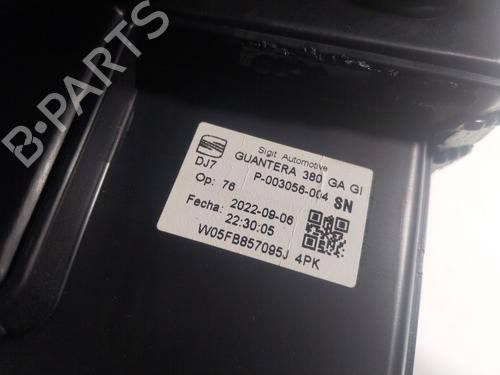 B-PARTS
Sigit Automotive
GUANTERA 380 GA GI
DJ7
P-003056-004 SN
Op: 76
Fecha: 2022-09-06
22:30:05
W05FB857095J 4PK